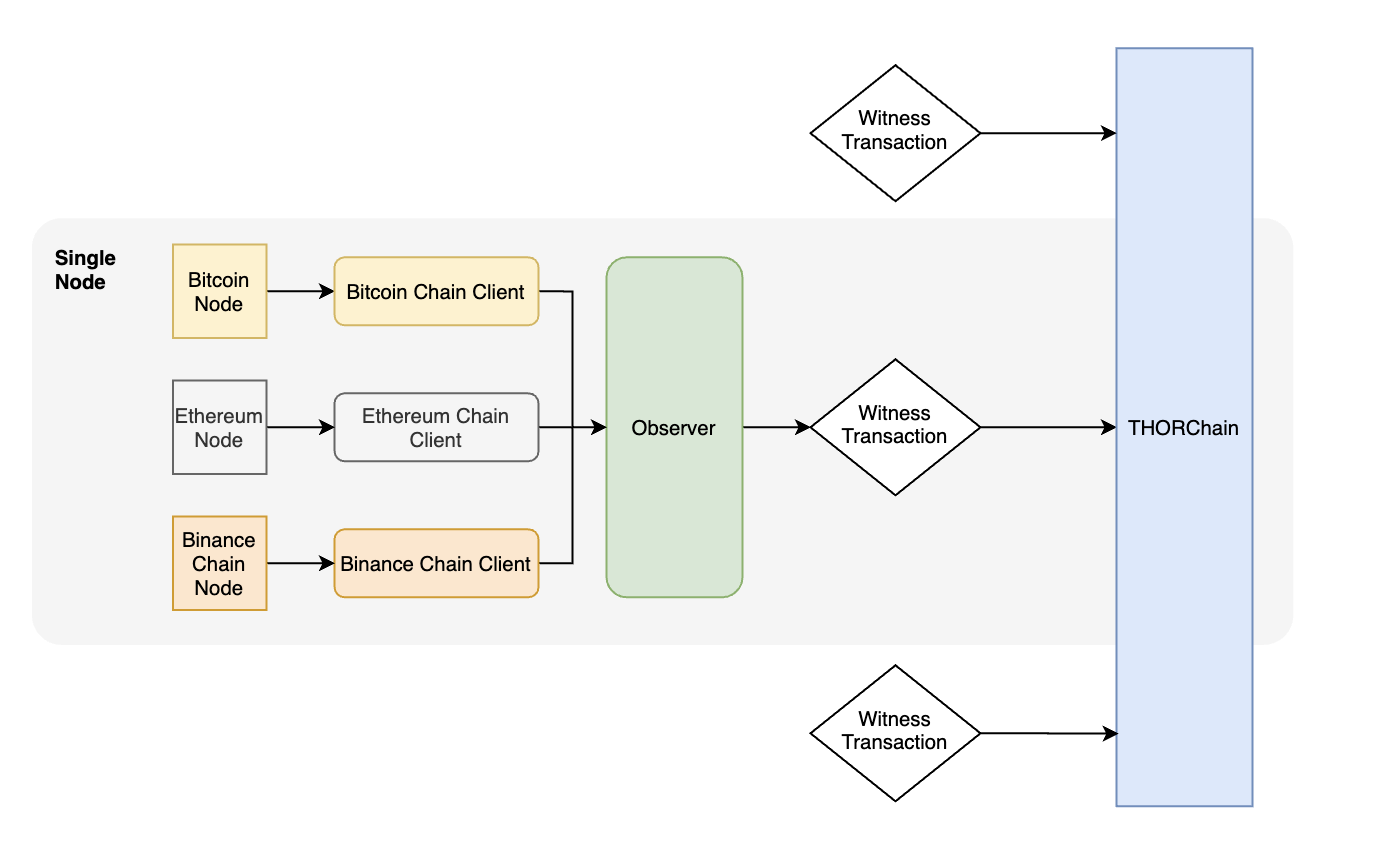 Witness
Transaction
Single
Node
Bitcoin
Node
Bitcoin Chain Client
Ethereum
Node
Ethereum Chain
Client
Observer
Witness
Transaction
THORChain
Binance
Chain
Node
Binance Chain Client
Witness
Transaction